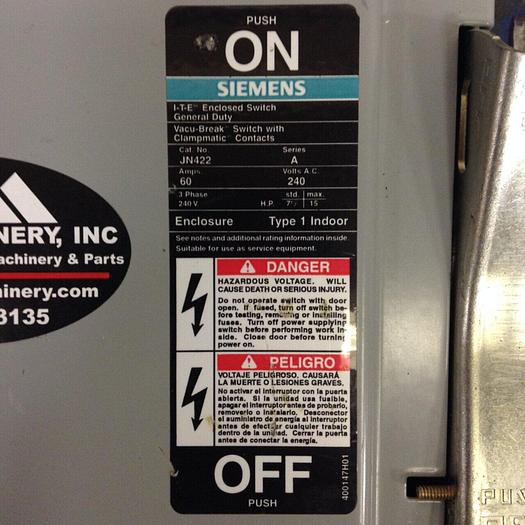 PUSH
ON
SIEMENS
I-T-E™ Enclosed Switch
General Duty
Vacu-Break™ Switch with
Clampmatic™ Contacts
Cat. No. Series
JN422 A
Amps. Volts A.C.
60 240
3 Phase std. max.
240 V. H.P. 7½ 15
Enclosure Type 1 Indoor
See notes and additional rating information inside.
Suitable for use as service equipment.
DANGER
HAZARDOUS VOLTAGE. WILL
CAUSE DEATH OR SERIOUS INJURY.
Do not operate switch with door
open. If fused, turn off switch be-
fore testing, removing or installing
fuses. Turn off power supplying
switch before performing work in-
side. Close door before turning
power on.
PELIGRO
VOLTAJE PELIGROSO. CAUSARÁ
LA MUERTE O LESIONES GRAVES.
No activar el interruptor con la puerta
abierta. Si la unidad usa fusible,
apagar el interruptor antes de probarlo,
removerlo o instalarlo. Desconector
el suministro de energía al interruptor
antes de efectuar cualquier trabajo
dentro de la unidad. Cerrar la puerta
antes de conectar la energía.
OFF
PUSH
400147H01
NERY, INC
achinery & Parts
inery.com
3135